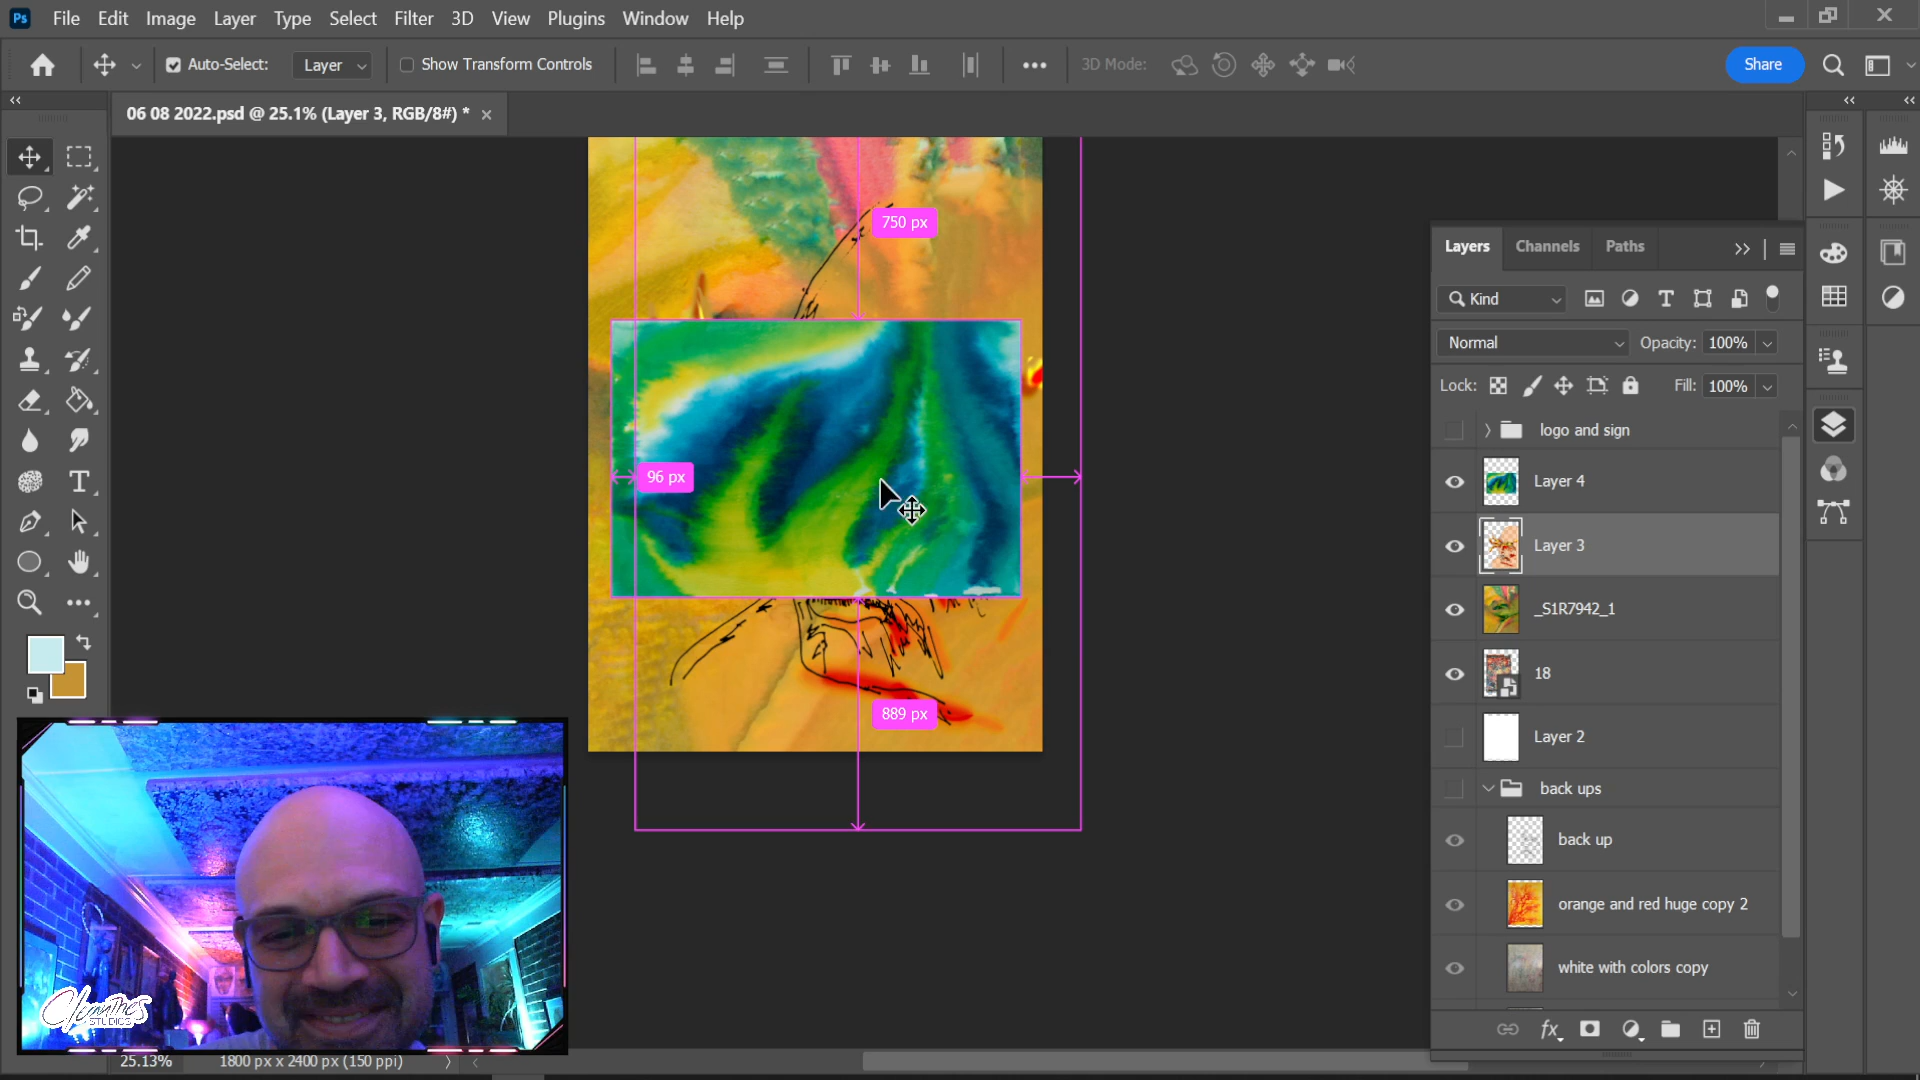 Ps File Edit Image Layer Type Select Filter 3D View Plugins Window Help
Auto-Select: Layer Show Transform Controls 3D Mode: Share
06 08 2022.psd @ 25.1% (Layer 3, RGB/8#) *
750 px
96 px
889 px
Layers Channels Paths
Kind
Normal Opacity: 100%
Lock: Fill: 100%
logo and sign
Layer 4
Layer 3
_S1R7942_1
18
Layer 2
back ups
back up
orange and red huge copy 2
white with colors copy
fx
Cleanthes
STUDIOS
25.13% 1800 px x 2400 px (150 ppi)